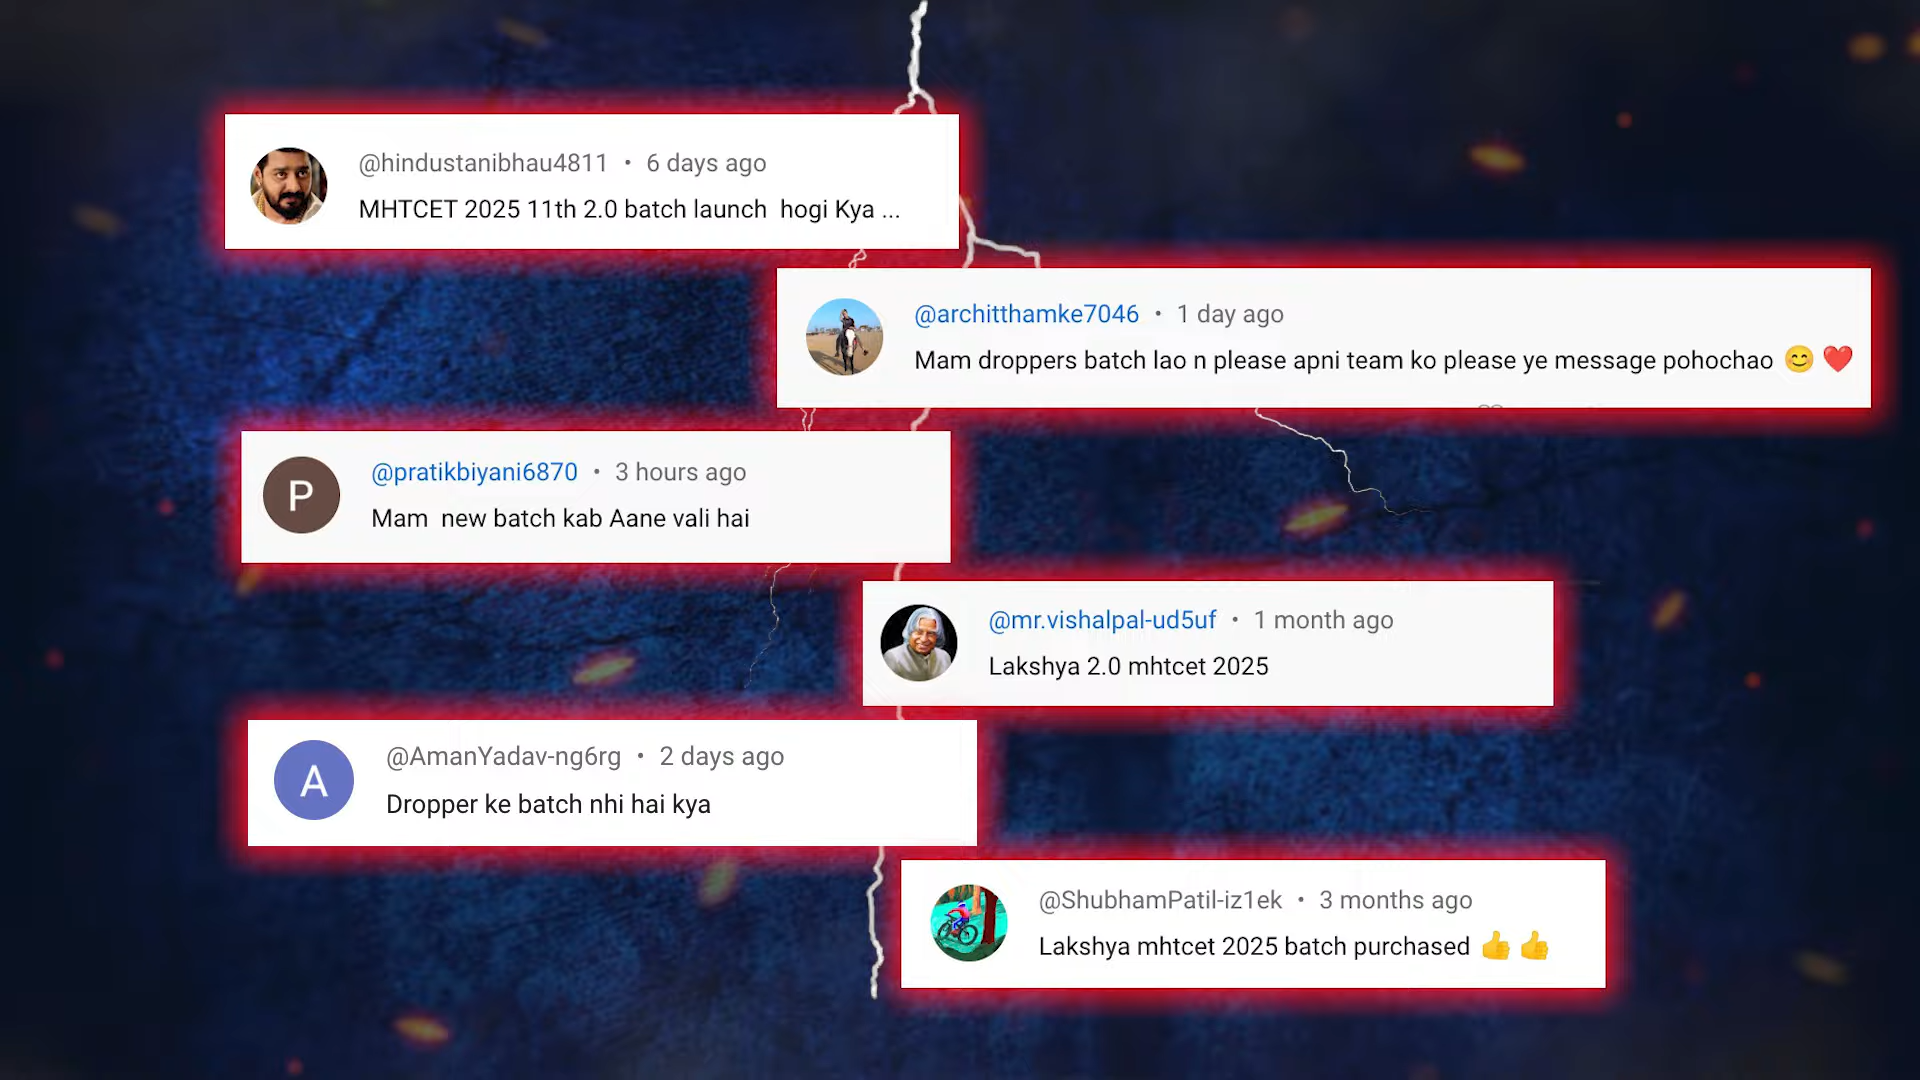 @hindustanibhau4811 • 6 days ago
MHTCET 2025 11th 2.0 batch launch hogi Kya ...
@architthamke7046 • 1 day ago
Mam droppers batch lao n please apni team ko please ye message pohochao 😊 ❤️
P
@pratikbiyani6870 • 3 hours ago
Mam new batch kab Aane vali hai
@mr.vishalpal-ud5uf • 1 month ago
Lakshya 2.0 mhtcet 2025
A
@AmanYadav-ng6rg • 2 days ago
Dropper ke batch nhi hai kya
@ShubhamPatil-iz1ek • 3 months ago
Lakshya mhtcet 2025 batch purchased 👍 👍